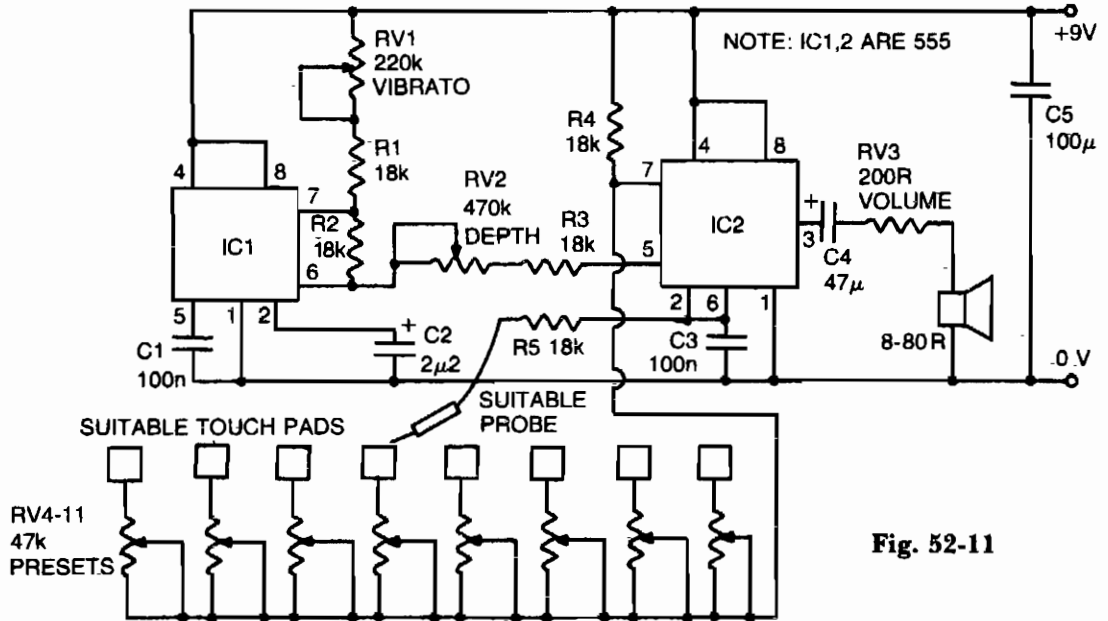 RV1
220k
VIBRATO
NOTE: IC1,2 ARE 555
+9V
C5
100µ
R4
18k
R1
18k
4
8
4
8
RV3
200R
VOLUME
RV2
470k
DEPTH
R3
18k
7
7
R2
18k
IC1
IC2
+
3
C4
47µ
6
5
5
1
2
2
6
1
+
C2
2µ2
C1
100n
R5 18k
C3
100n
8-80R
0 V
SUITABLE
PROBE
SUITABLE TOUCH PADS
RV4-11
47k
PRESETS
Fig. 52-11